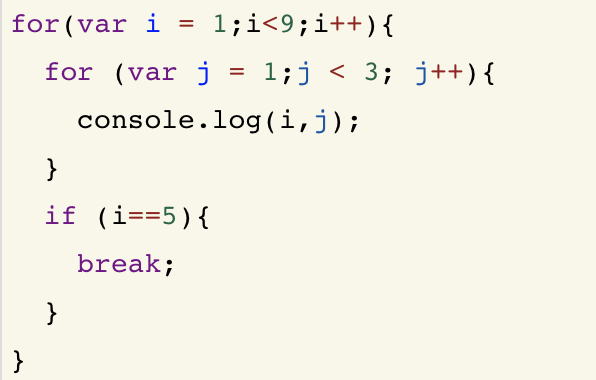 for(var i = 1;i<9;i++){
  for (var j = 1;j < 3; j++){
    console.log(i,j);
  }
  if (i==5){
    break;
  }
}